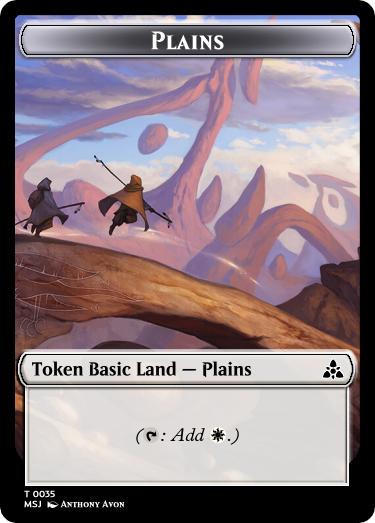 Plains
Token Basic Land — Plains
(: Add .)
T 0035
MSJ Anthony Avon